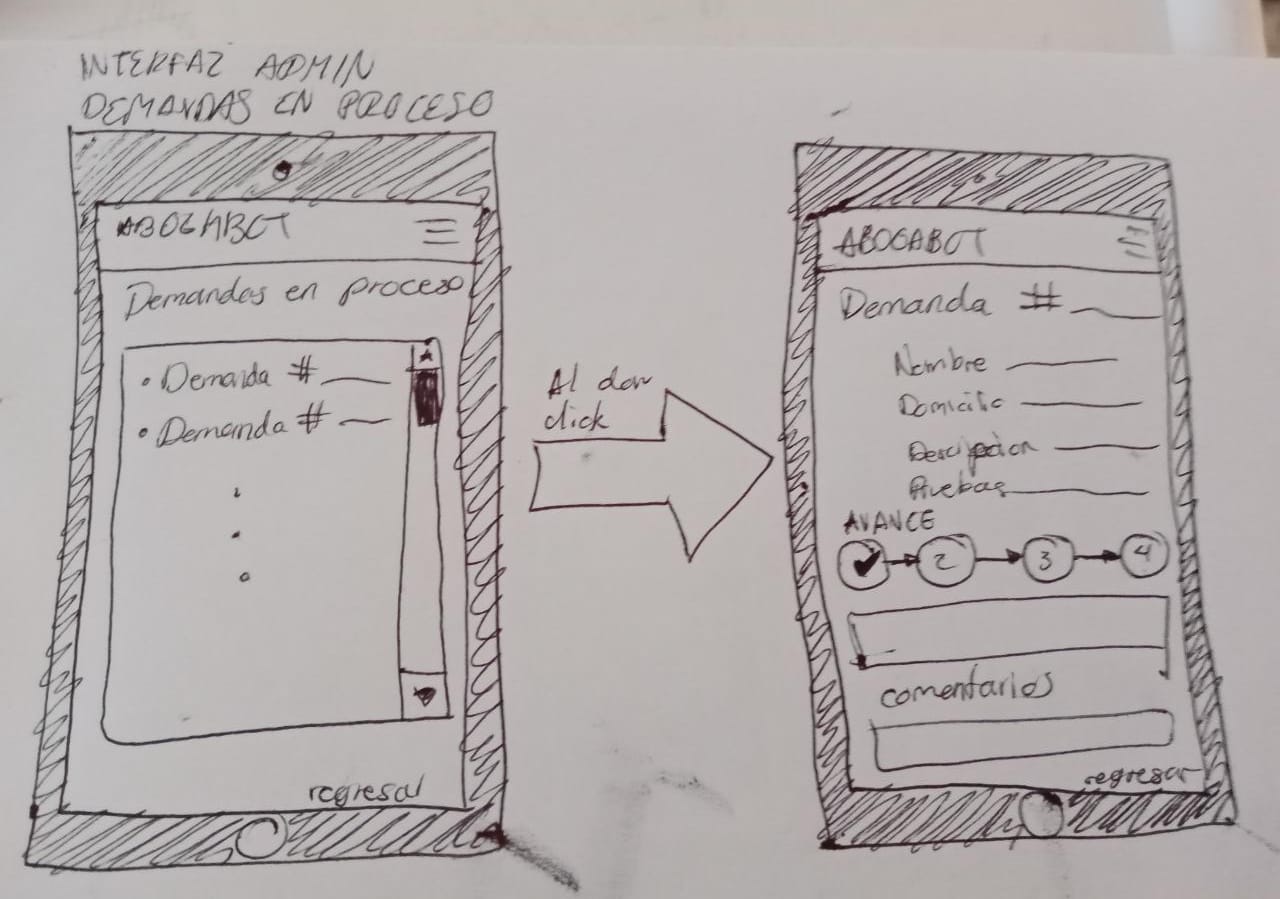 INTERFAZ ADMIN
DEMANDAS EN PROCESO
ABOGABOT
Demandas en proceso
• Demanda # ___
• Demanda # ___
regresar
Al dar
click
ABOGABOT
Demanda # ___
Nombre ___
Domicilio ___
Descripcion ___
Pruebas ___
AVANCE
✓ 2 3 4
comentarios
regresar